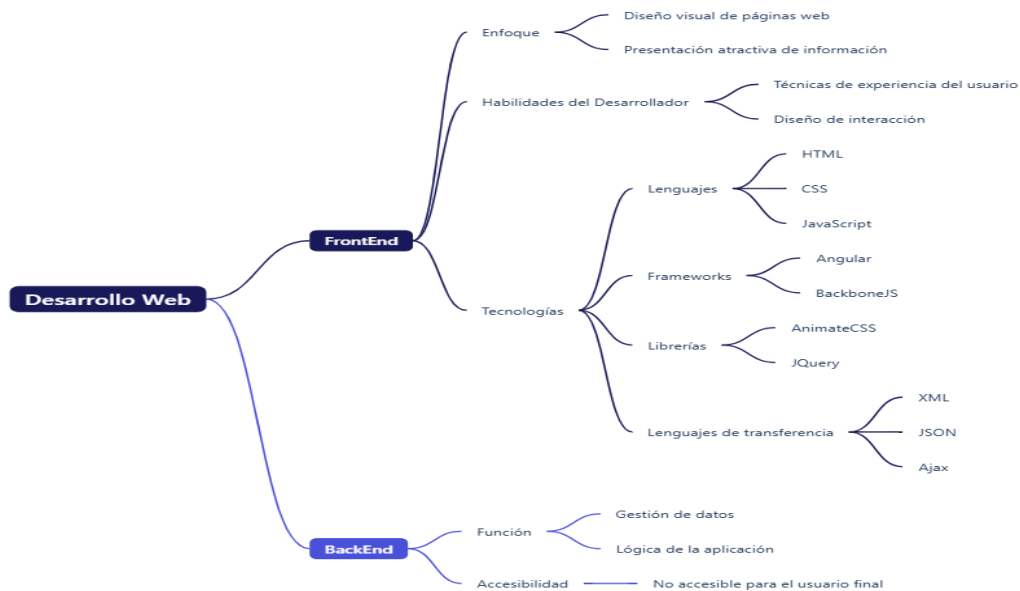 Desarrollo Web
FrontEnd
Enfoque
Diseño visual de páginas web
Presentación atractiva de información
Habilidades del Desarrollador
Técnicas de experiencia del usuario
Diseño de interacción
Tecnologías
Lenguajes
HTML
CSS
JavaScript
Frameworks
Angular
BackboneJS
Librerías
AnimateCSS
JQuery
Lenguajes de transferencia
XML
JSON
Ajax
BackEnd
Función
Gestión de datos
Lógica de la aplicación
Accesibilidad
No accesible para el usuario final